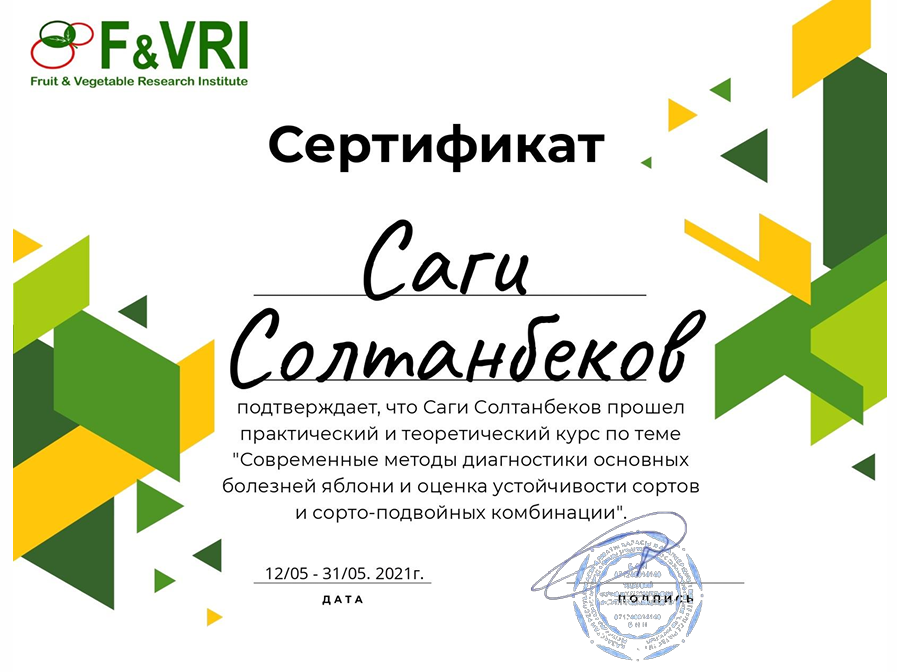 F&VRI
Fruit & Vegetable Research Institute
Сертификат
Саги
Солтанбеков
подтверждает, что Саги Солтанбеков прошел
практический и теоретический курс по теме
"Современные методы диагностики основных
болезней яблони и оценка устойчивости сортов
и сорто-подвойных комбинации".
12/05 - 31/05. 2021г.
ДАТА
ПОДПИСЬ